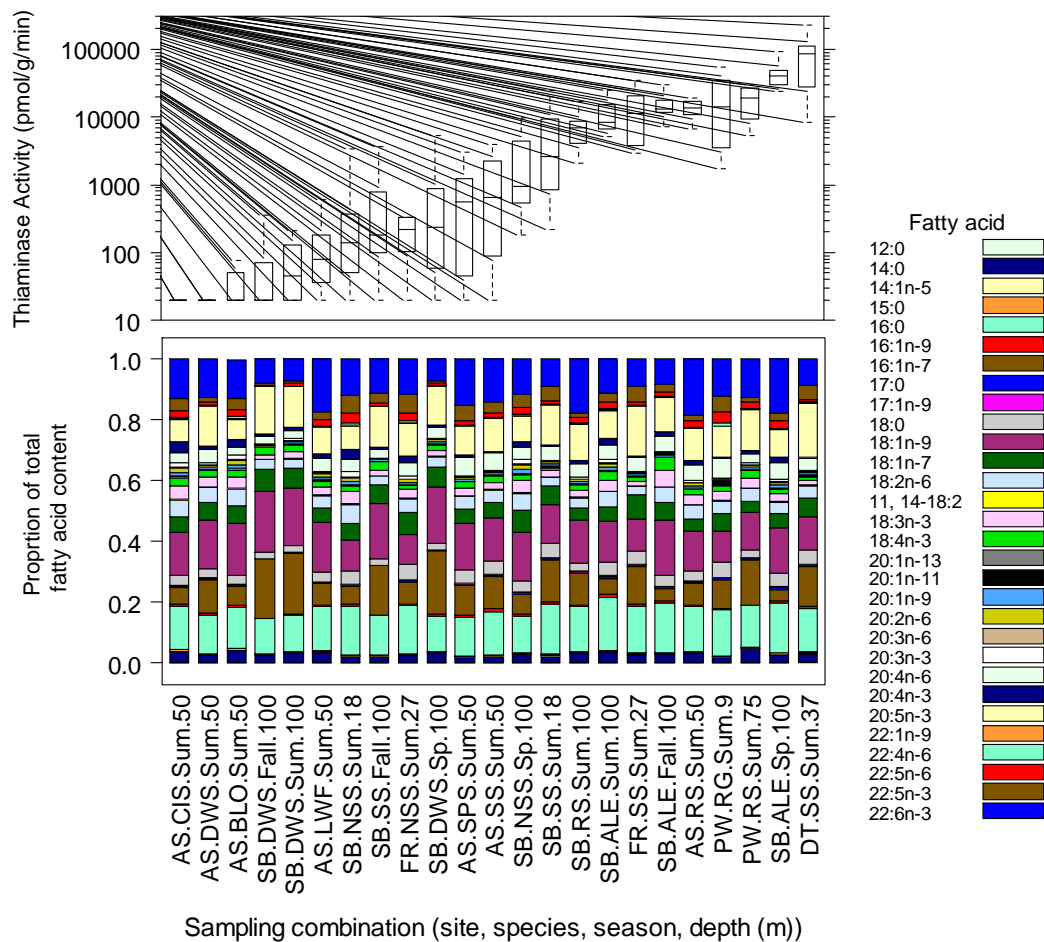 Thiaminase Activity (pmol/g/min)
100000
10000
1000
100
10
Proprtion of total
fatty acid content
1.0
0.8
0.6
0.4
0.2
0.0
AS.CIS.Sum.50
AS.DWS.Sum.50
AS.BLO.Sum.50
SB.DWS.Fall.100
SB.DWS.Sum.100
AS.LWF.Sum.50
SB.NSS.Sum.18
SB.SS.Fall.100
FR.NSS.Sum.27
SB.DWS.Sp.100
AS.SPS.Sum.50
AS.SS.Sum.50
SB.NSS.Sp.100
SB.SS.Sum.18
SB.RS.Sum.100
SB.ALE.Sum.100
FR.SS.Sum.27
SB.ALE.Fall.100
AS.RS.Sum.50
PW.RG.Sum.9
PW.RS.Sum.75
SB.ALE.Sp.100
DT.SS.Sum.37
Sampling combination (site, species, season, depth (m))
Fatty acid
12:0
14:0
14:1n-5
15:0
16:0
16:1n-9
16:1n-7
17:0
17:1n-9
18:0
18:1n-9
18:1n-7
18:2n-6
11, 14-18:2
18:3n-3
18:4n-3
20:1n-13
20:1n-11
20:1n-9
20:2n-6
20:3n-6
20:3n-3
20:4n-6
20:4n-3
20:5n-3
22:1n-9
22:4n-6
22:5n-6
22:5n-3
22:6n-3